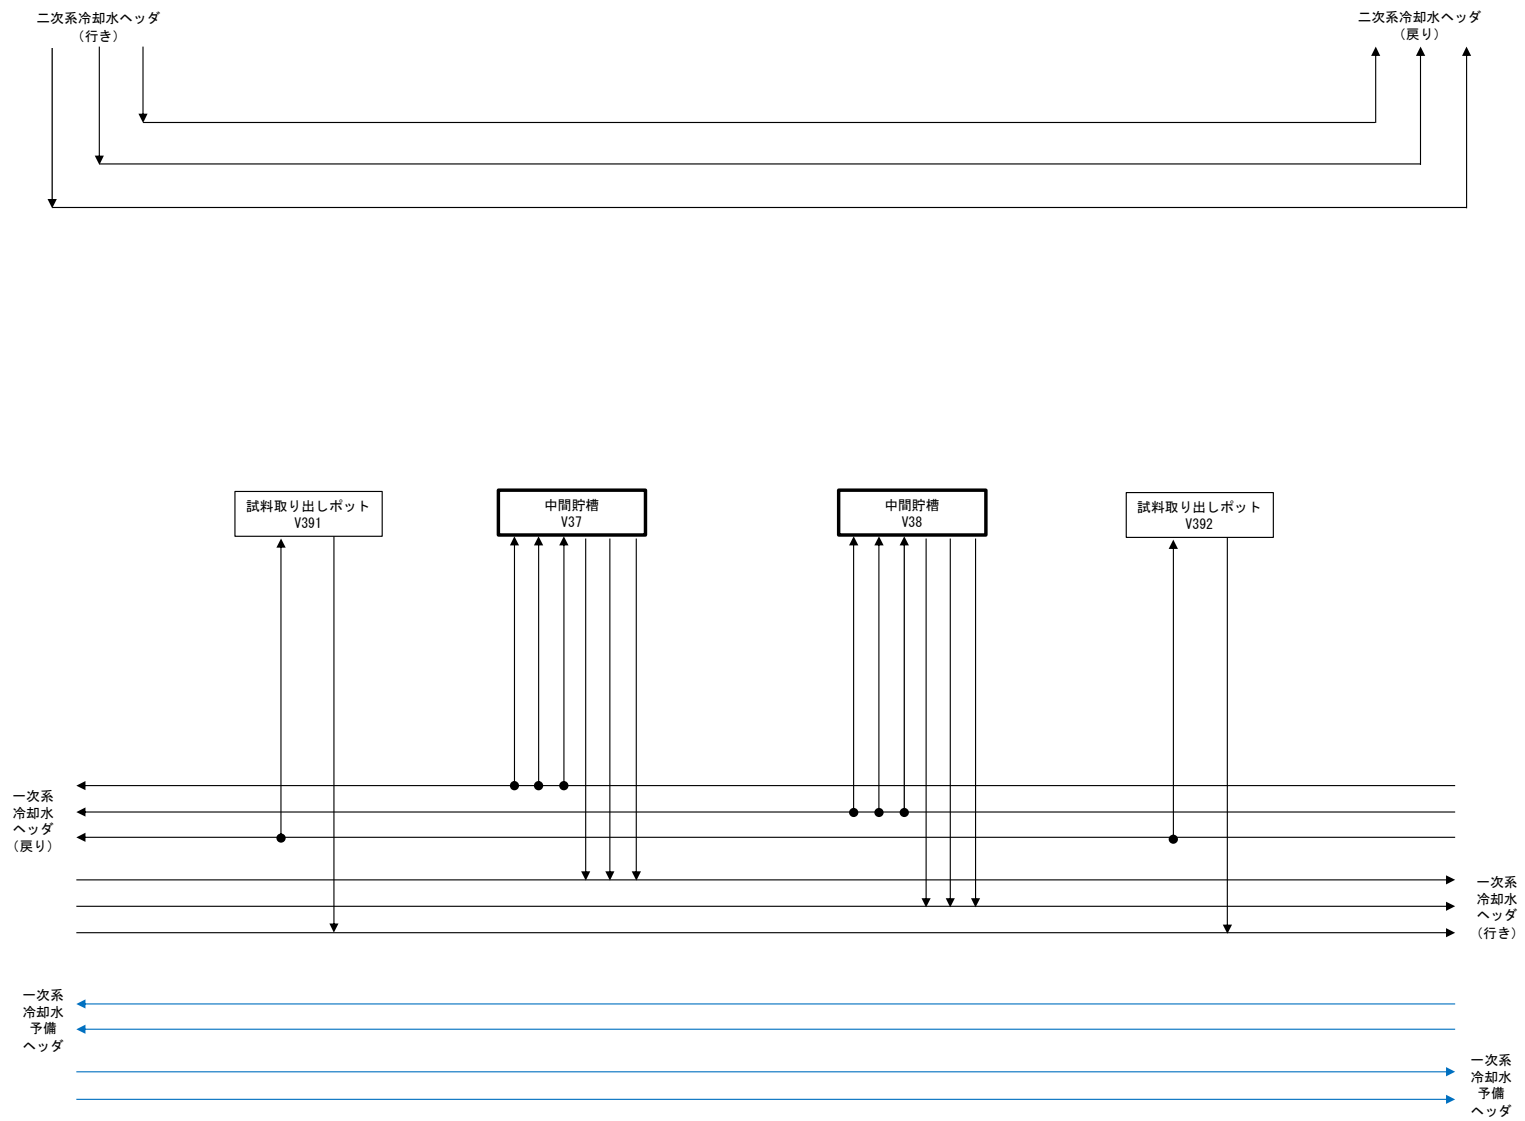 二次系冷却水ヘッダ
（行き）
二次系冷却水ヘッダ
（戻り）
試料取り出しポット
V391
中間貯槽
V37
中間貯槽
V38
試料取り出しポット
V392
一次系
冷却水
ヘッダ
（戻り）
一次系
冷却水
ヘッダ
（行き）
一次系
冷却水
予備
ヘッダ
一次系
冷却水
予備
ヘッダ